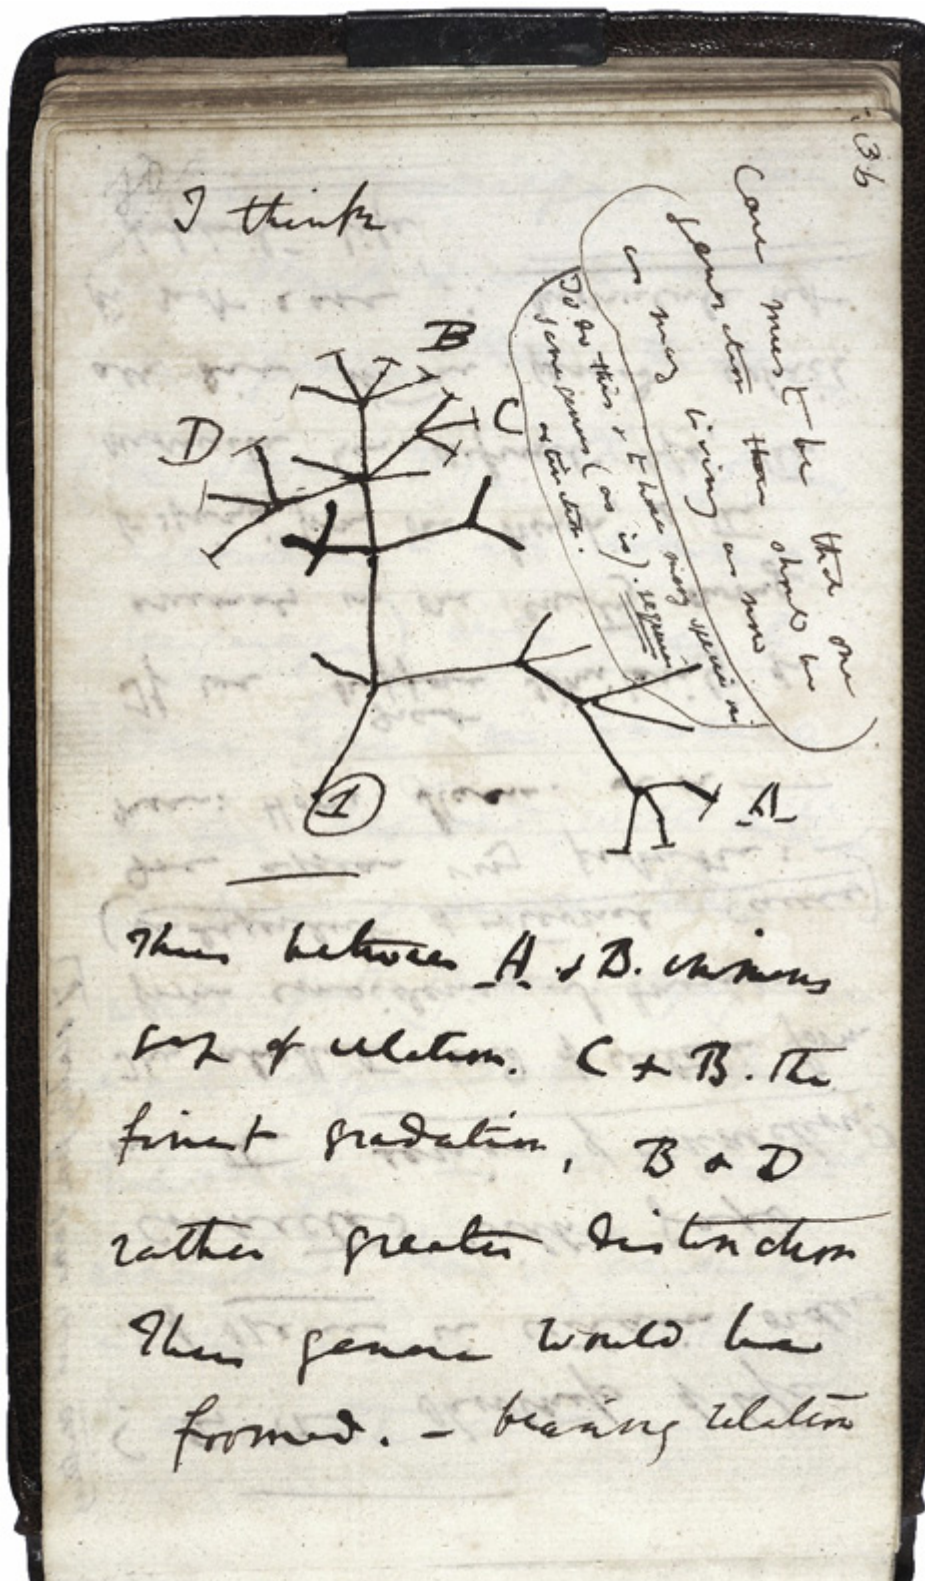 36
I think
Case must be that one
generation then should be
as many living as now
To do this & to have many species in
same genus (as is). requires
extinction.
B
C
D
A
1
Thus between A & B. immens
gap of relation. C & B. The
finest gradation, B & D
rather greater distinction
Thus genera would be
formed. — bearing relation